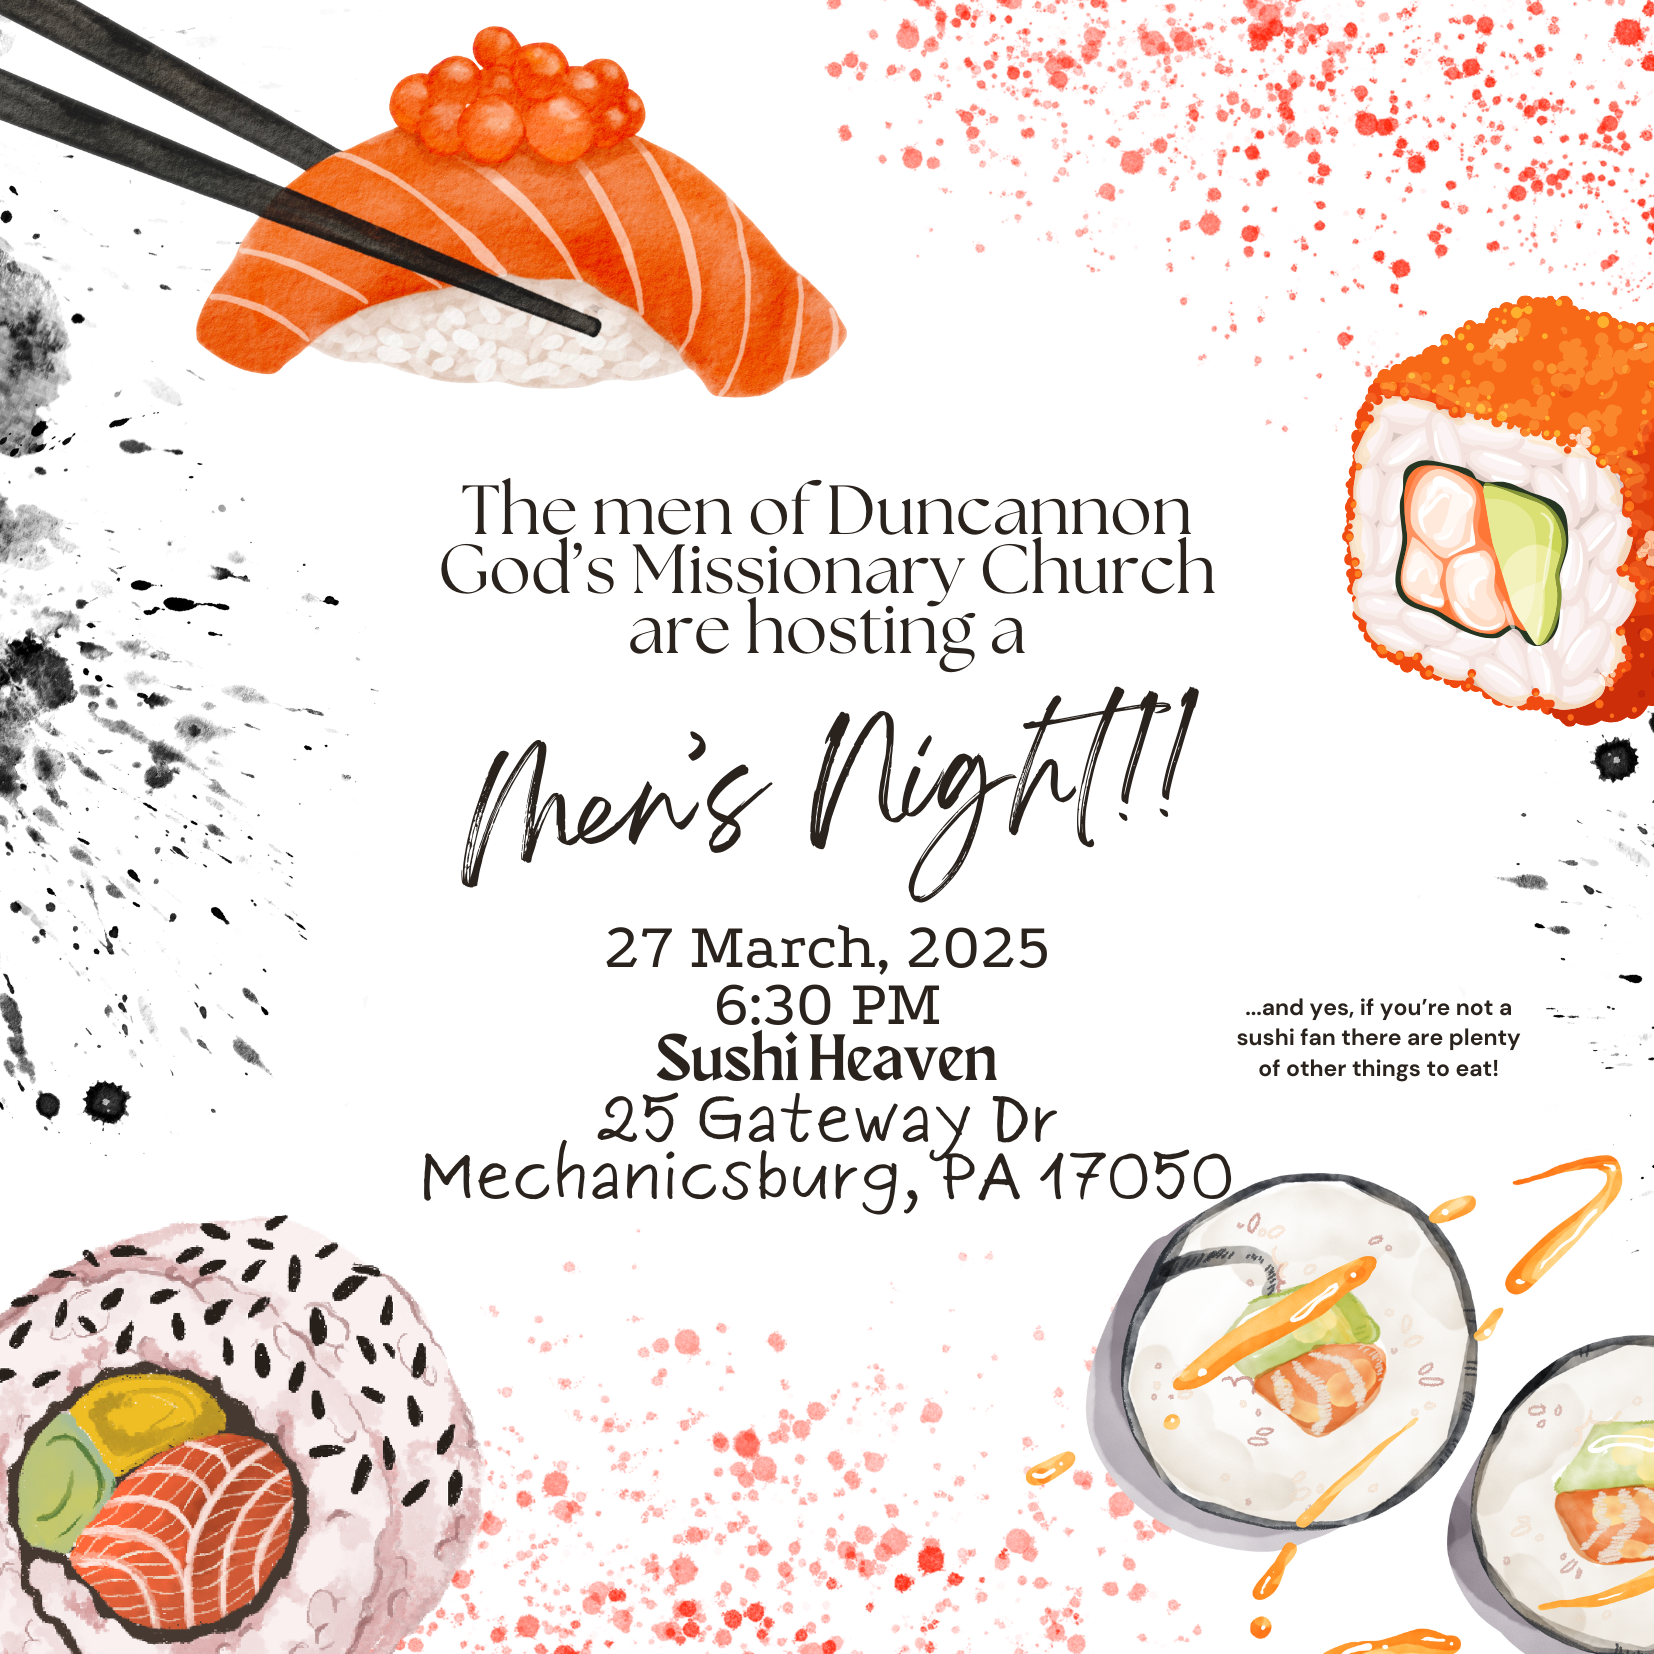 The men of Duncannon
God’s Missionary Church
are hosting a
Men's Night!!
27 March, 2025
6:30 PM
Sushi Heaven
25 Gateway Dr
Mechanicsburg, PA 17050
...and yes, if you’re not a
sushi fan there are plenty
of other things to eat!